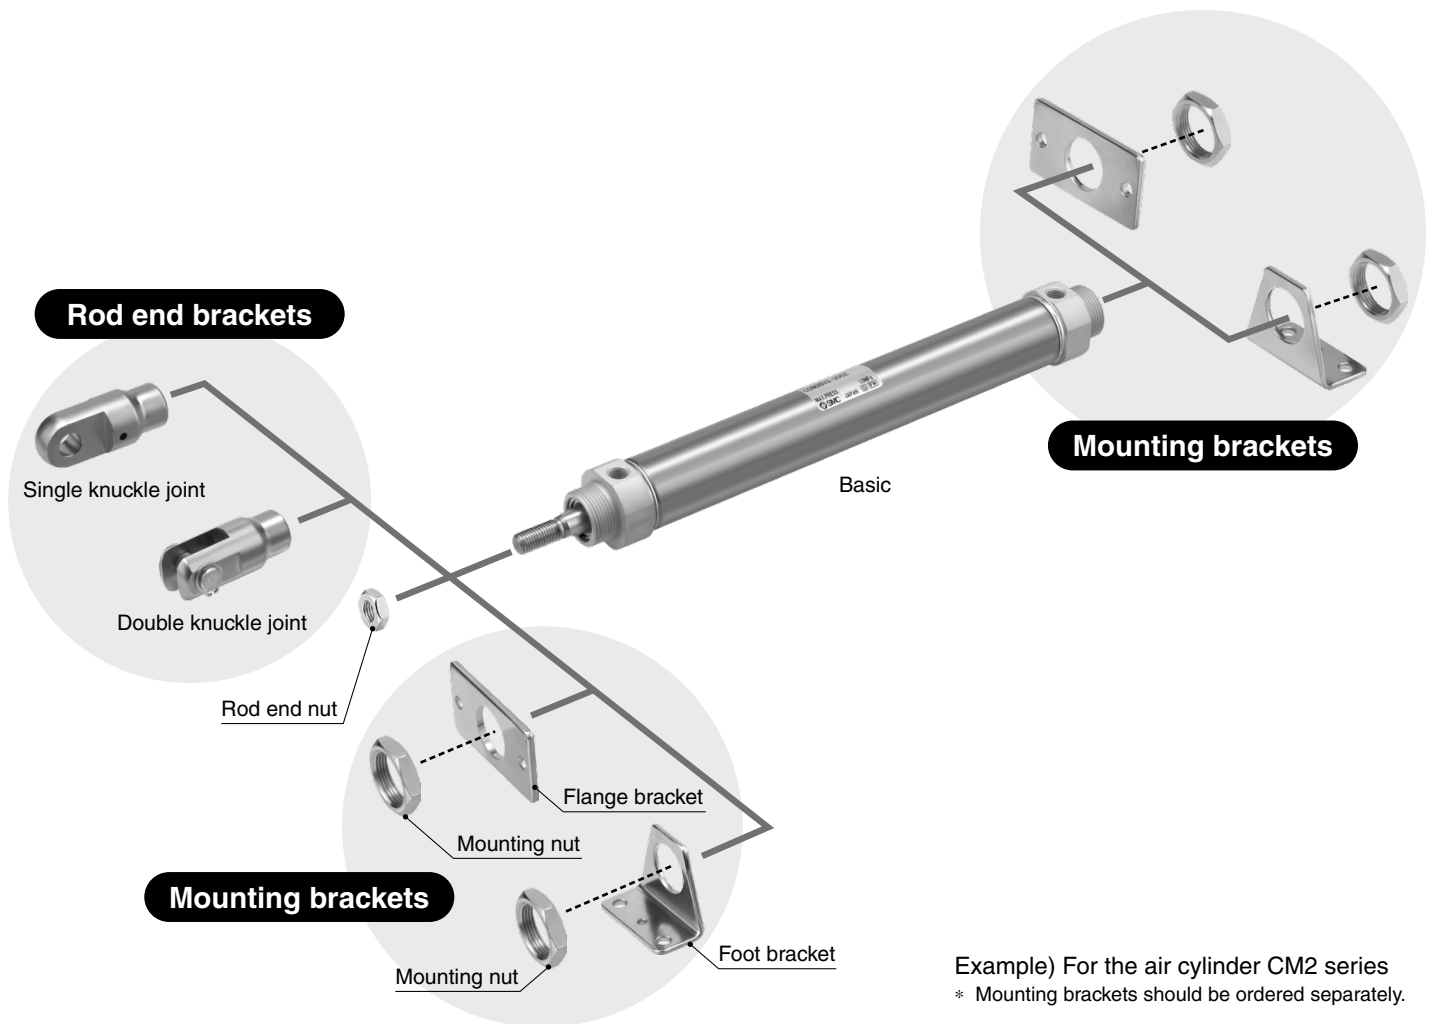 Rod end brackets
Single knuckle joint
Double knuckle joint
Rod end nut
Basic
Mounting brackets
Flange bracket
Mounting nut
Mounting brackets
Foot bracket
Mounting nut
SMC JAPAN
Example) For the air cylinder CM2 series
* Mounting brackets should be ordered separately.